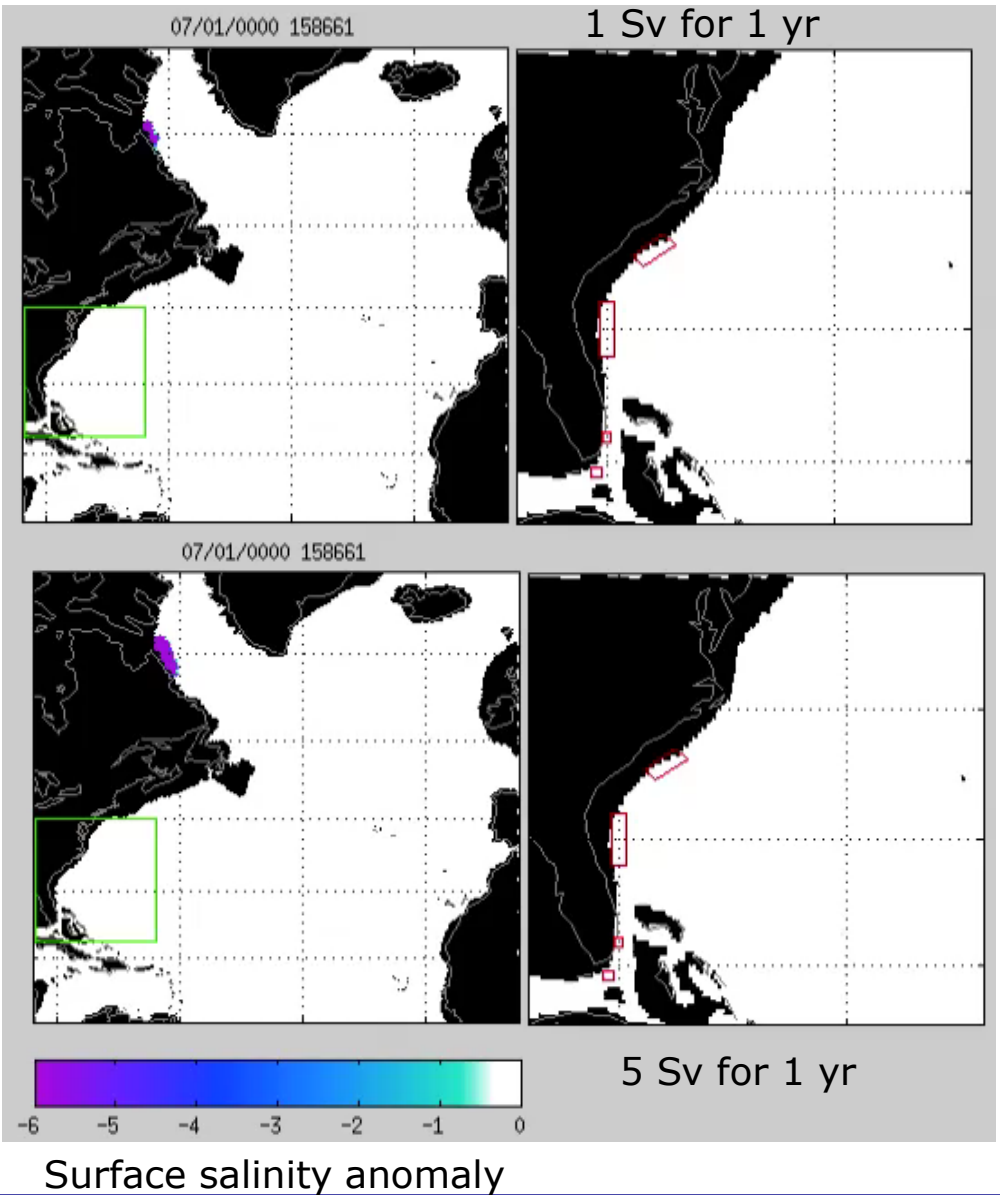 07/01/0000 158661
1 Sv for 1 yr
07/01/0000 158661
5 Sv for 1 yr
-6 -5 -4 -3 -2 -1 0
Surface salinity anomaly